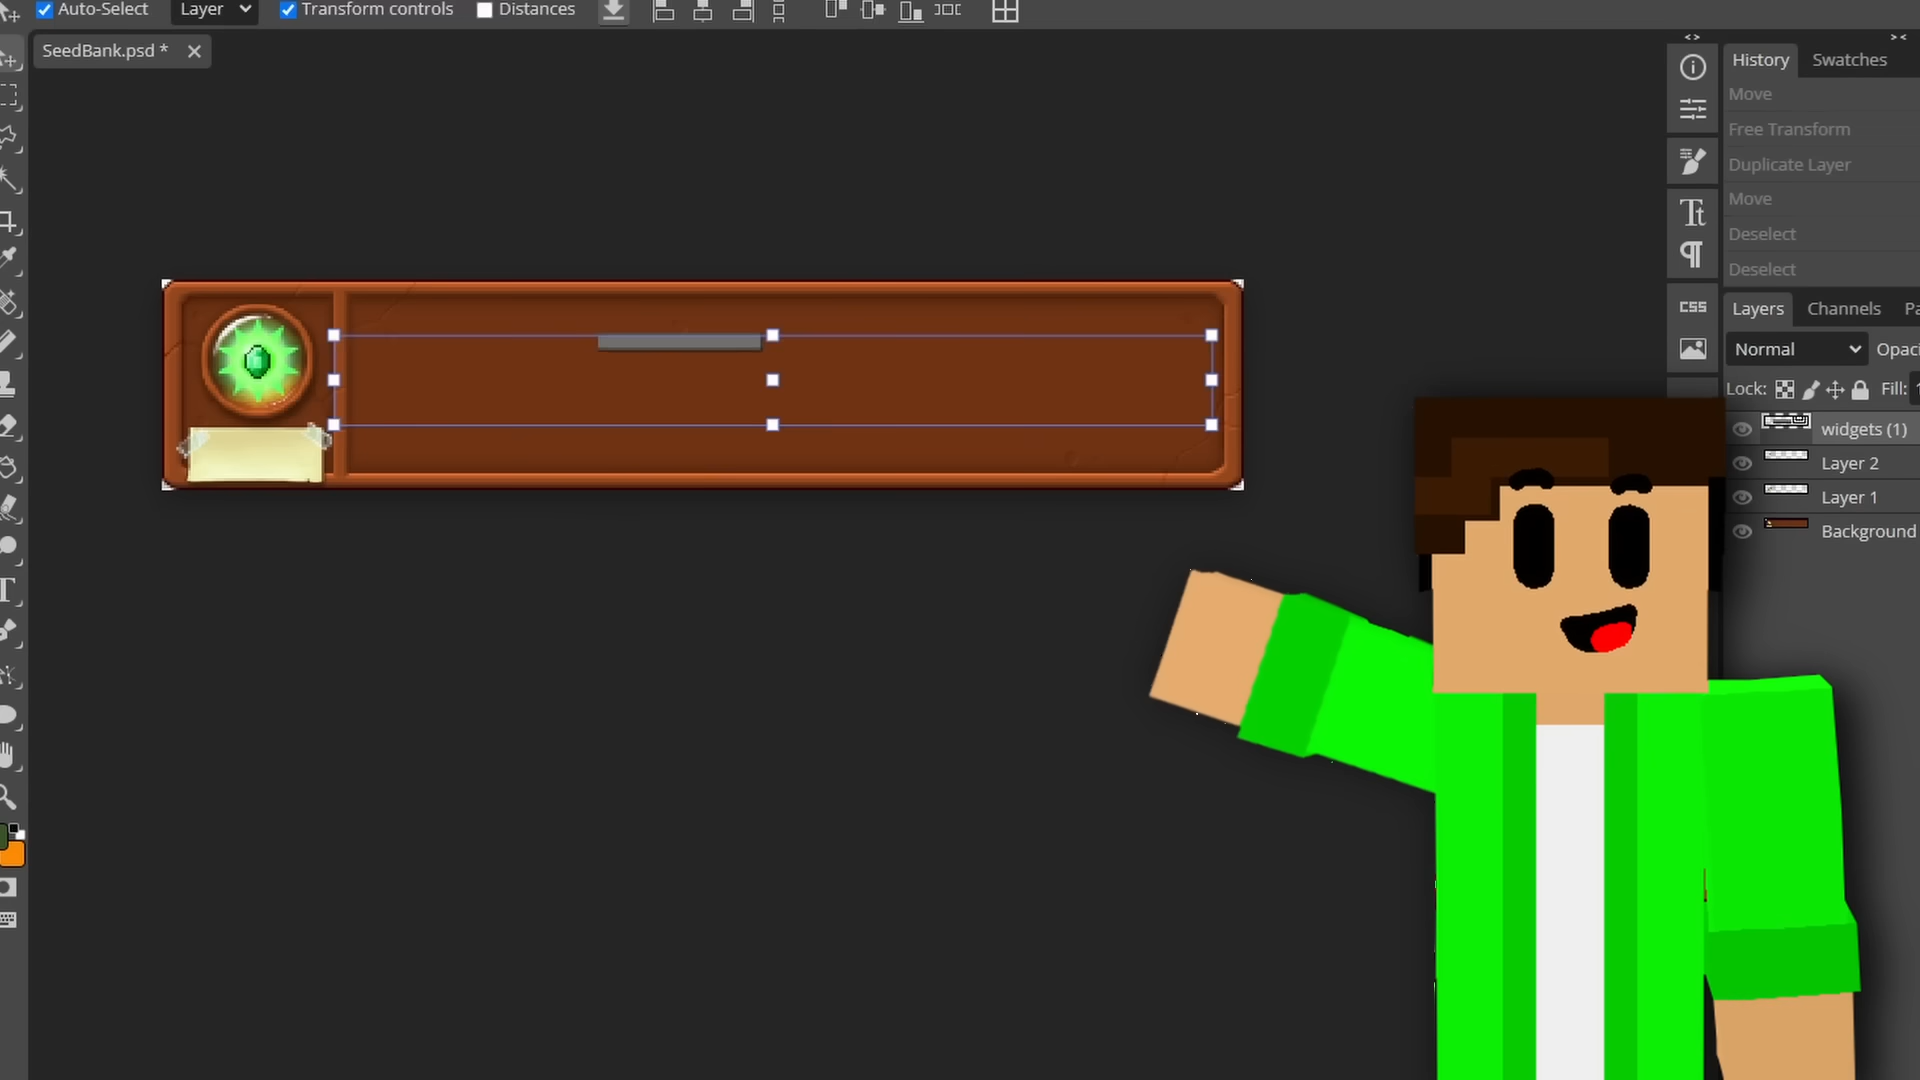 Auto-Select
Layer
Transform controls
Distances
SeedBank.psd *
History
Swatches
Move
Free Transform
Duplicate Layer
Move
Deselect
Deselect
CSS
Layers
Channels
Normal
Lock:
Fill:
widgets (1)
Layer 2
Layer 1
Background